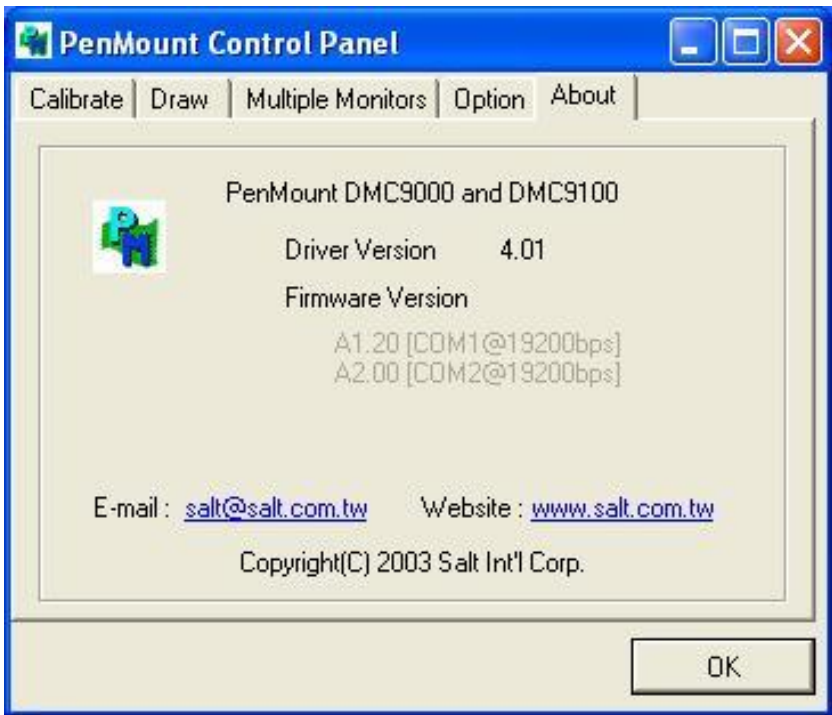 PenMount Control Panel
Calibrate Draw Multiple Monitors Option About
PM
PenMount DMC9000 and DMC9100
Driver Version 4.01
Firmware Version
A1.20 [COM1@19200bps]
A2.00 [COM2@19200bps]
E-mail : salt@salt.com.tw Website : www.salt.com.tw
Copyright(C) 2003 Salt Int'l Corp.
OK